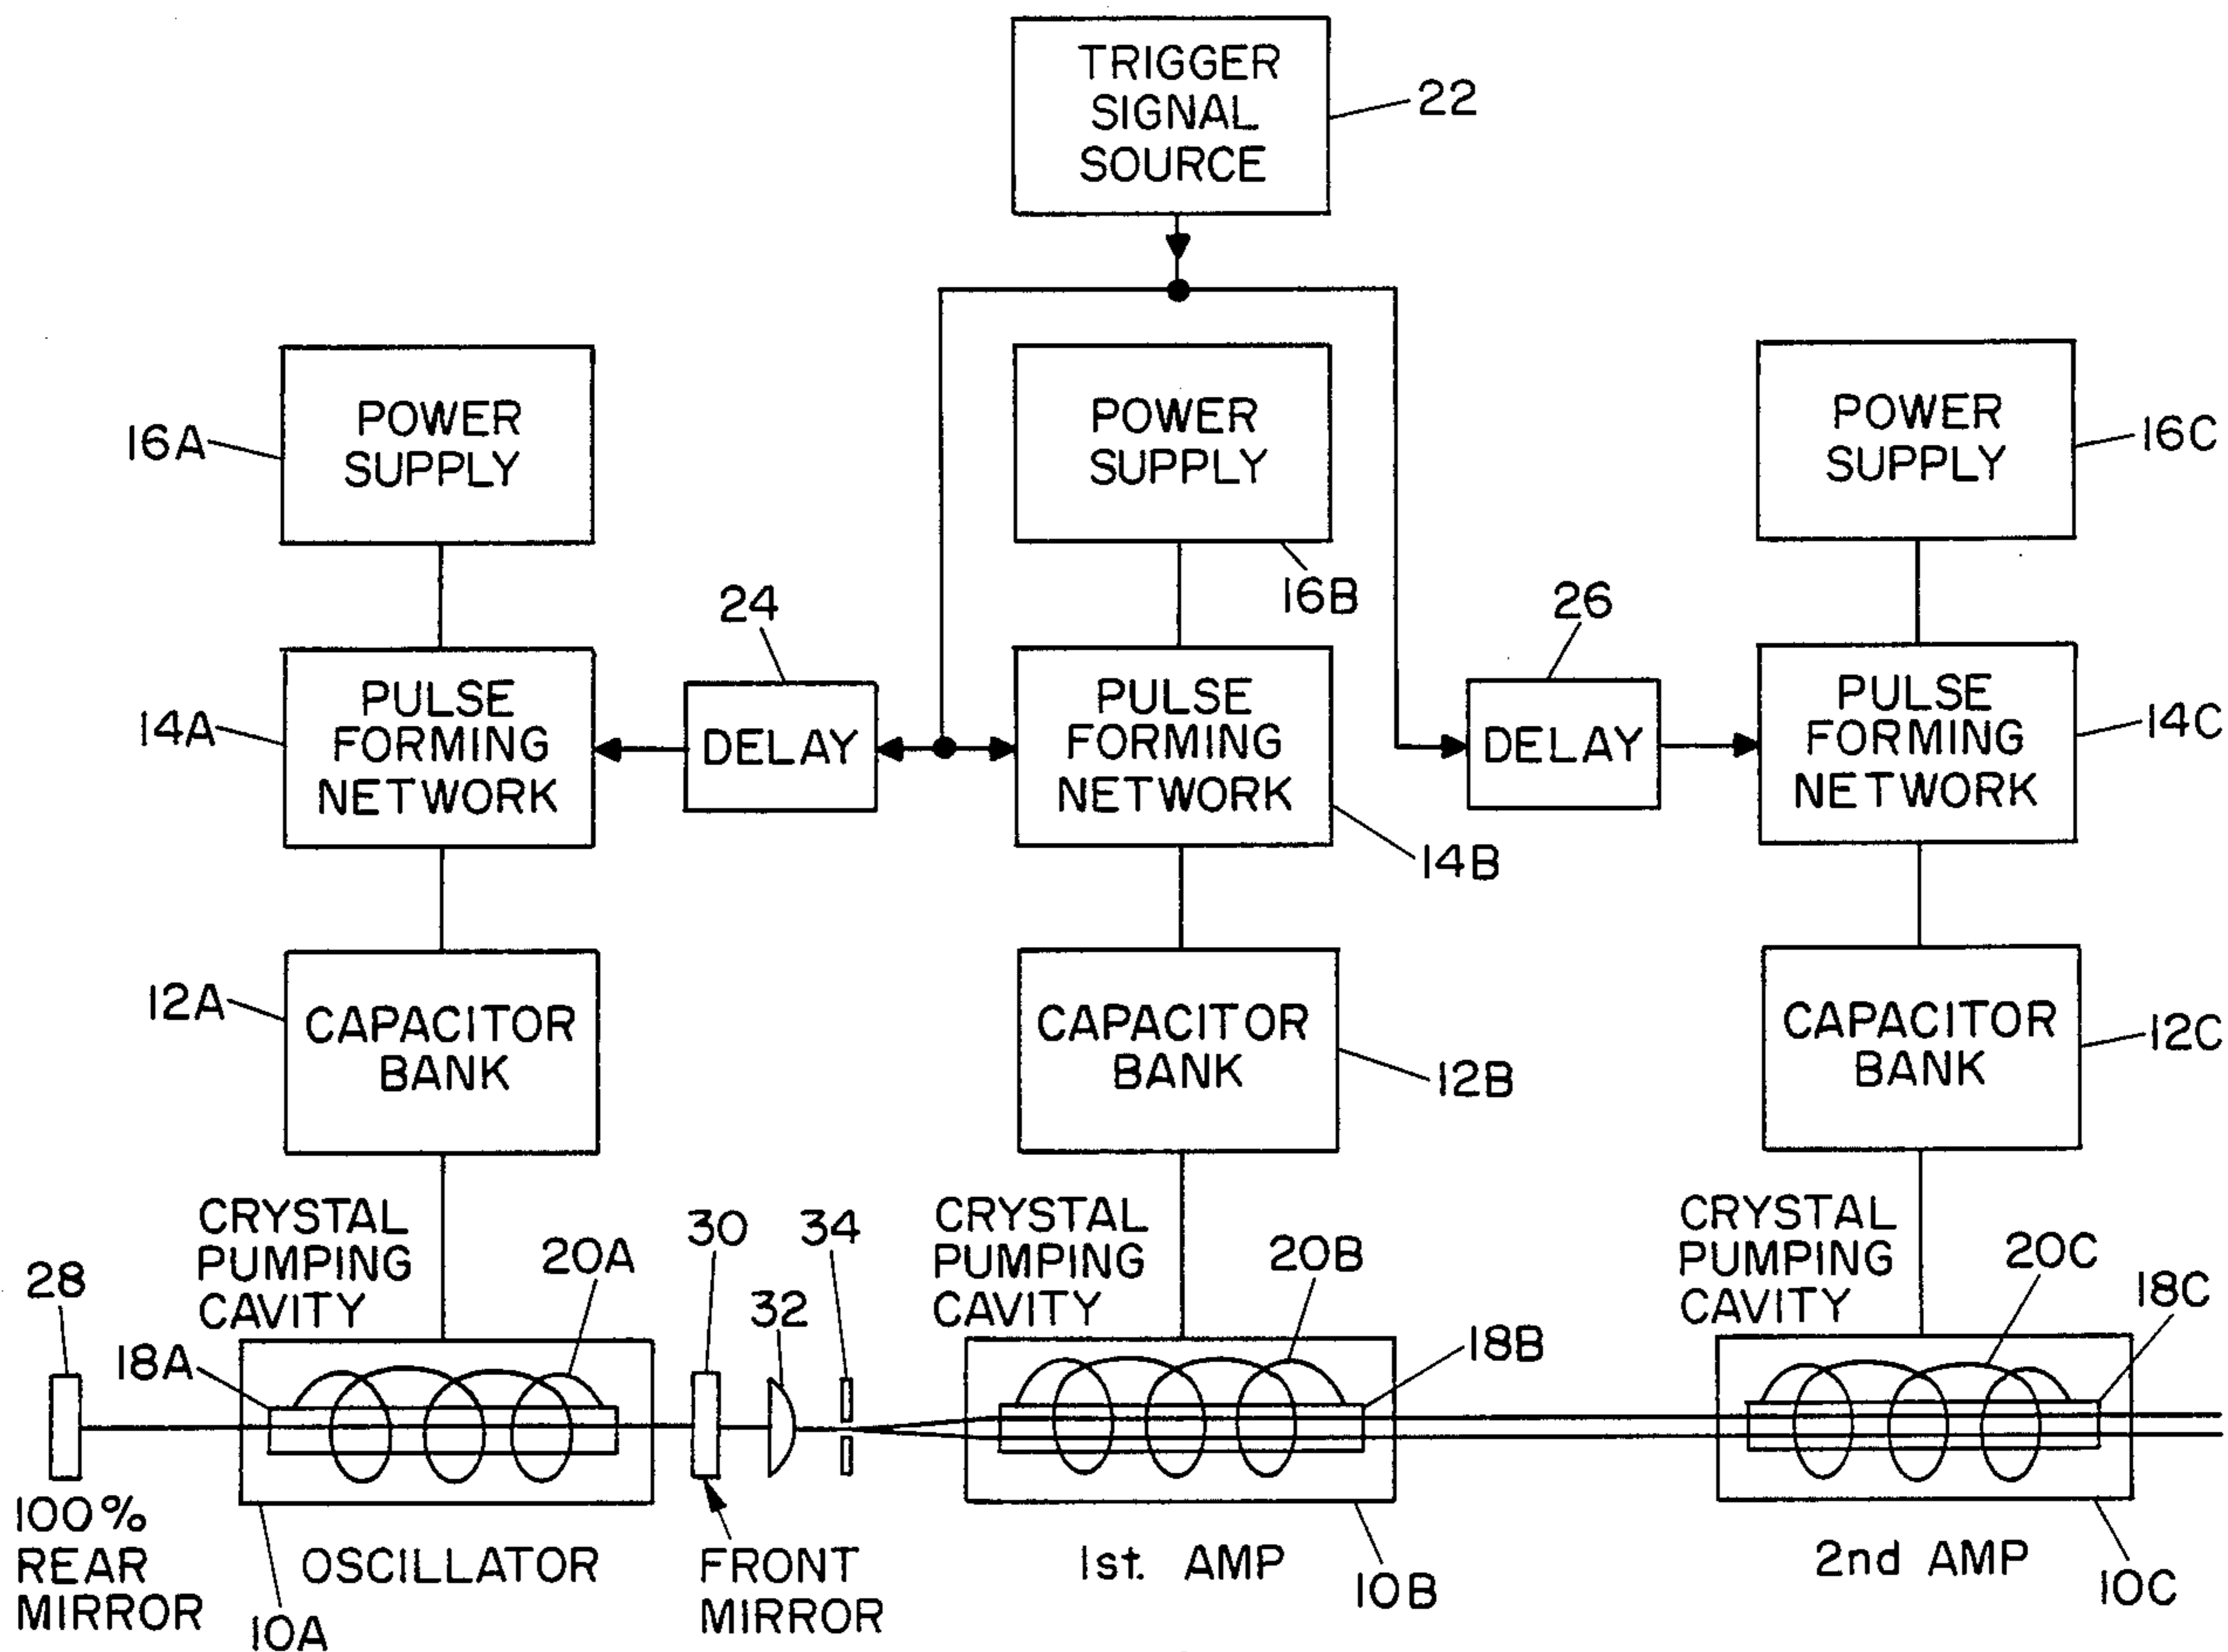 TRIGGER
SIGNAL
SOURCE
22
POWER
SUPPLY
16A
POWER
SUPPLY
16B
POWER
SUPPLY
16C
24
26
PULSE
FORMING
NETWORK
14A
DELAY
PULSE
FORMING
NETWORK
14B
DELAY
PULSE
FORMING
NETWORK
14C
CAPACITOR
BANK
12A
CAPACITOR
BANK
12B
CAPACITOR
BANK
12C
CRYSTAL
PUMPING
CAVITY
20A
30
32
34
CRYSTAL
PUMPING
CAVITY
20B
18B
CRYSTAL
PUMPING
CAVITY
20C
18C
28
18A
100%
REAR
MIRROR
10A
OSCILLATOR
FRONT
MIRROR
1st. AMP
10B
2nd AMP
10C